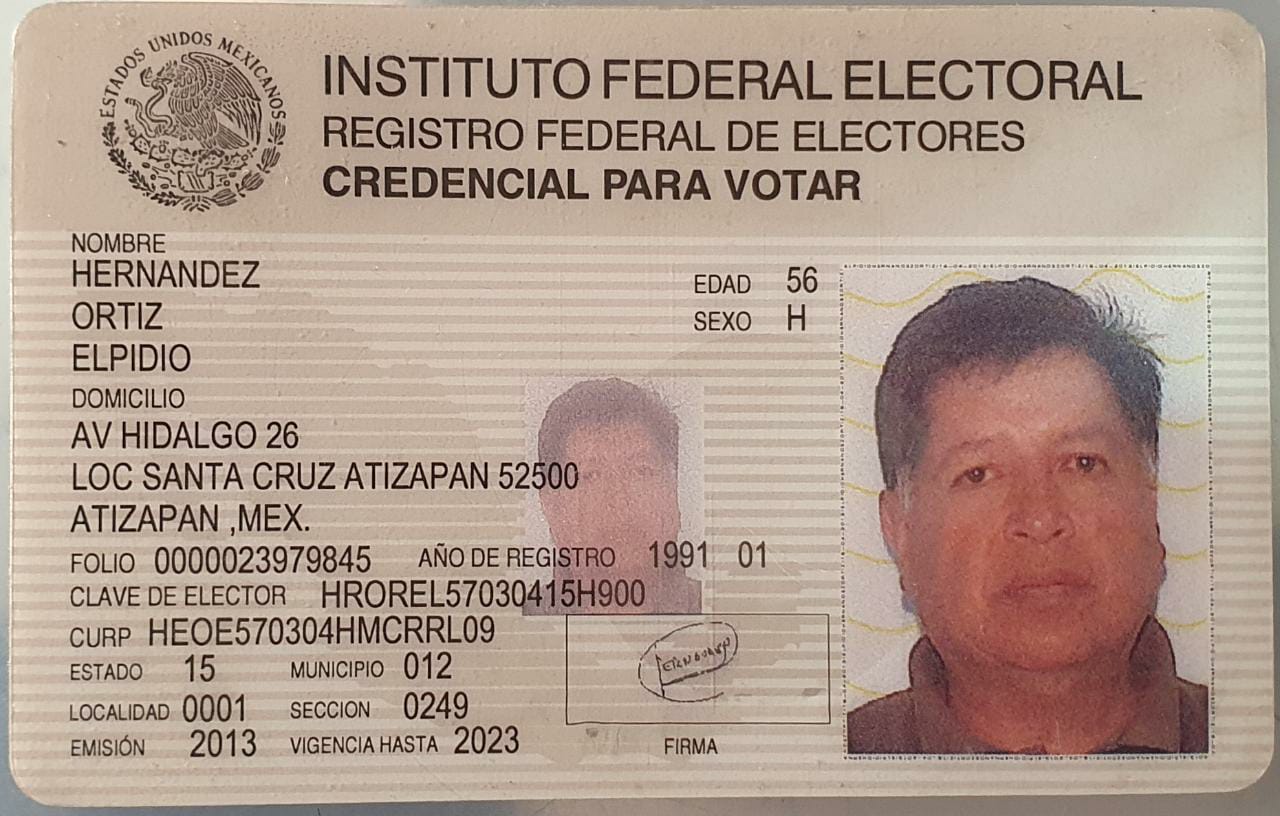 ESTADOS UNIDOS MEXICANOS
INSTITUTO FEDERAL ELECTORAL
REGISTRO FEDERAL DE ELECTORES
CREDENCIAL PARA VOTAR
NOMBRE
HERNANDEZ
ORTIZ
ELPIDIO
EDAD 56
SEXO H
DOMICILIO
AV HIDALGO 26
LOC SANTA CRUZ ATIZAPAN 52500
ATIZAPAN ,MEX.
FOLIO 0000023979845 AÑO DE REGISTRO 1991 01
CLAVE DE ELECTOR HROREL57030415H900
CURP HEOE570304HMCRRL09
ESTADO 15 MUNICIPIO 012
LOCALIDAD 0001 SECCION 0249
EMISIÓN 2013 VIGENCIA HASTA 2023
FIRMA